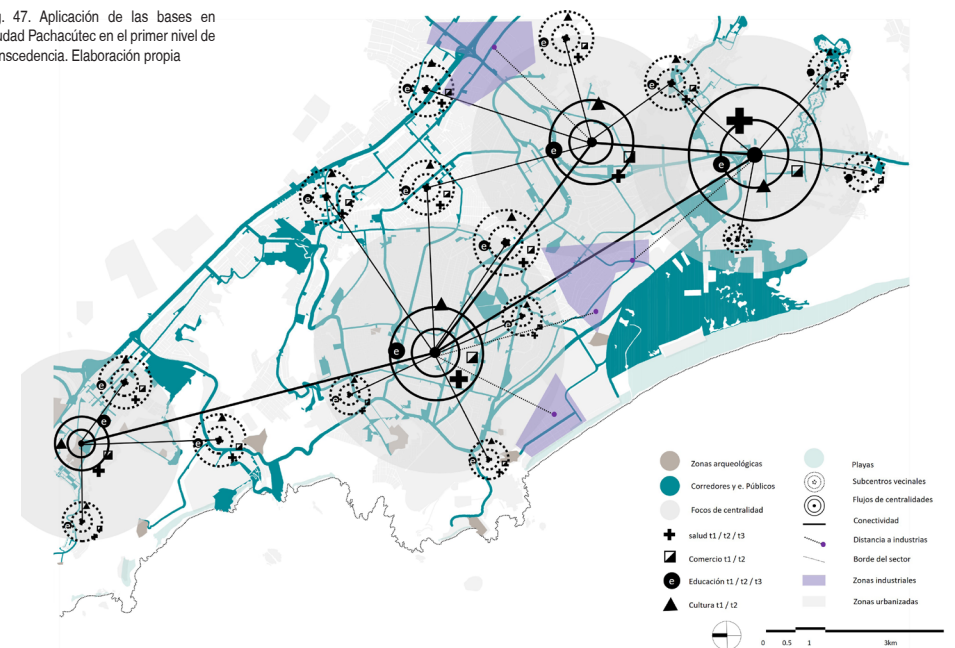 g. 47. Aplicación de las bases en
udad Pachacútec en el primer nivel de
nscedencia. Elaboración propia
Zonas arqueológicas
Corredores y e. Públicos
Focos de centralidad
salud t1 / t2 / t3
Comercio t1 / t2
Educación t1 / t2 / t3
Cultura t1 / t2
Playas
Subcentros vecinales
Flujos de centralidades
Conectividad
Distancia a industrias
Borde del sector
Zonas industriales
Zonas urbanizadas
0 0.5 1 3km